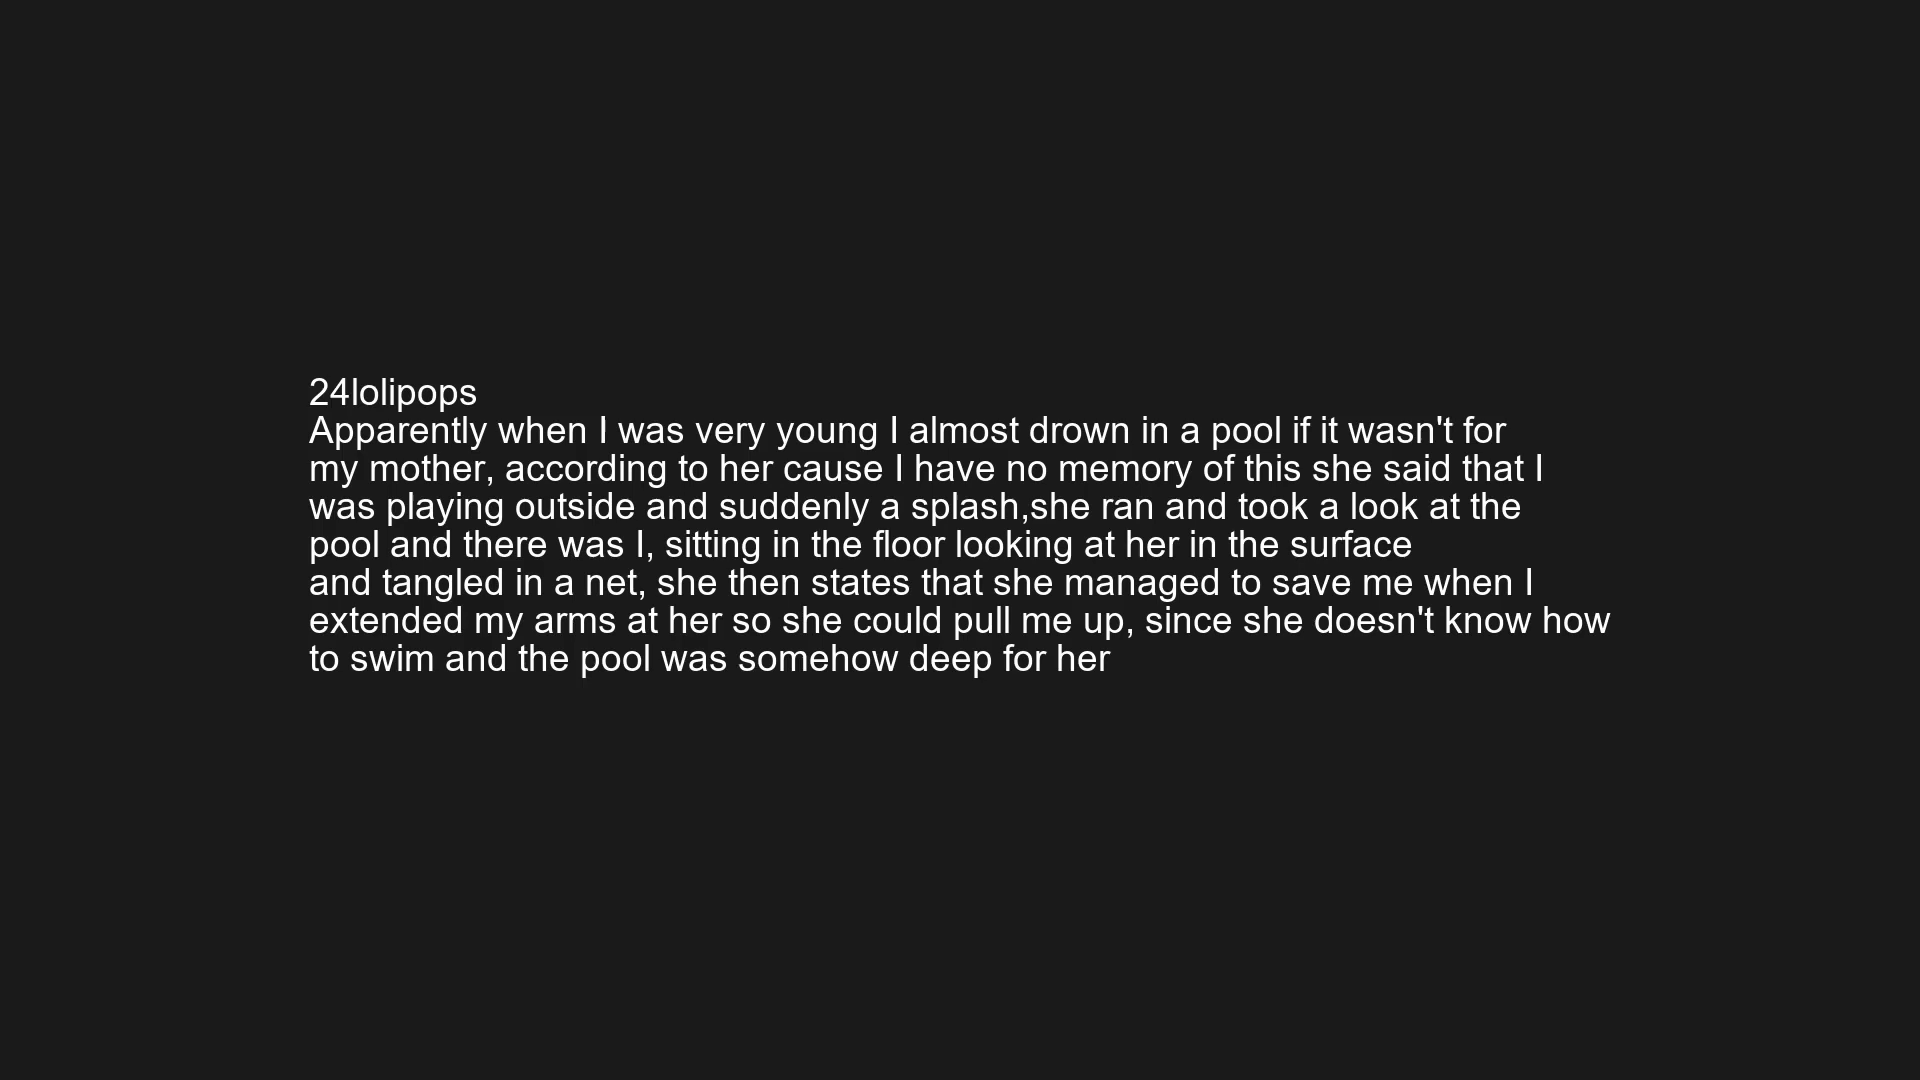 24lolipops
Apparently when I was very young I almost drown in a pool if it wasn't for
my mother, according to her cause I have no memory of this she said that I
was playing outside and suddenly a splash,she ran and took a look at the
pool and there was I, sitting in the floor looking at her in the surface
and tangled in a net, she then states that she managed to save me when I
extended my arms at her so she could pull me up, since she doesn't know how
to swim and the pool was somehow deep for her